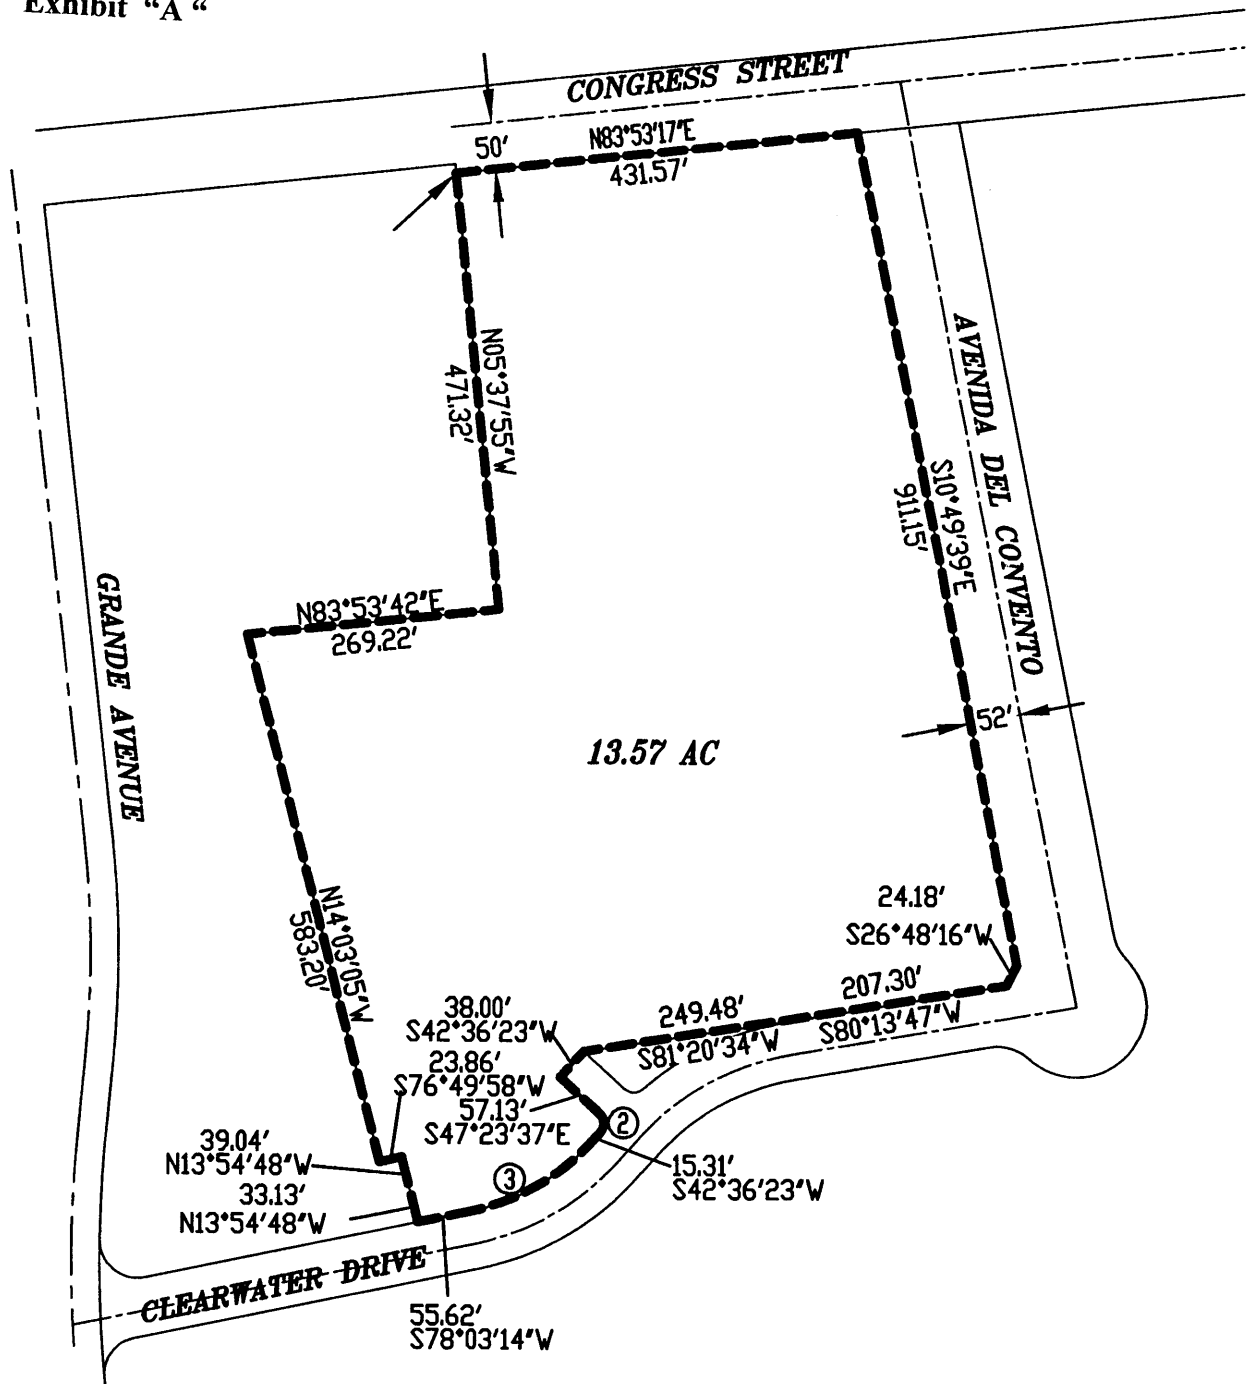 Exhibit “A “
CONGRESS STREET
50'
N83°53'17"E
431.57'
N05°37'55"W
471.32'
AVENIDA DEL CONVENTO
S10°49'39"E
911.15'
GRANDE AVENUE
N83°53'42"E
269.22'
52'
13.57 AC
N14°03'05"W
583.20'
24.18'
S26°48'16"W
207.30'
S80°13'47"W
249.48'
S81°20'34"W
38.00'
S42°36'23"W
23.86'
S76°49'58"W
57.13'
S47°23'37"E
2
39.04'
N13°54'48"W
3
15.31'
S42°36'23"W
33.13'
N13°54'48"W
CLEARWATER DRIVE
55.62'
S78°03'14"W